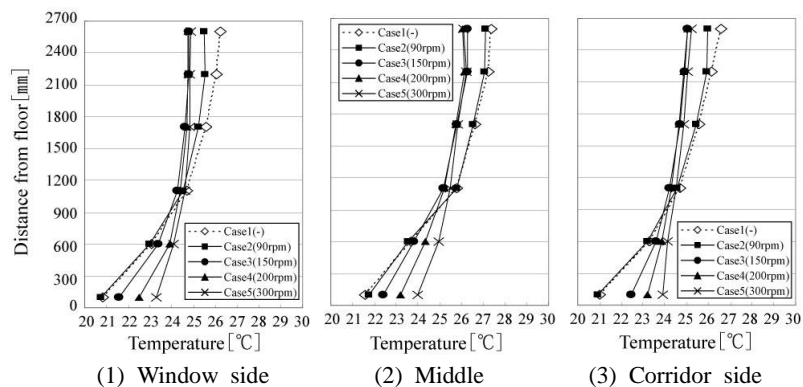 Distance from floor[mm]
2700
2400
2100
1800
1500
1200
900
600
300
0
Case1(-)
Case2(90rpm)
Case3(150rpm)
Case4(200rpm)
Case5(300rpm)
20 21 22 23 24 25 26 27 28 29 30
Temperature[℃]
(1) Window side
Case1(-)
Case2(90rpm)
Case3(150rpm)
Case4(200rpm)
Case5(300rpm)
20 21 22 23 24 25 26 27 28 29 30
Temperature[℃]
(2) Middle
Case1(-)
Case2(90rpm)
Case3(150rpm)
Case4(200rpm)
Case5(300rpm)
20 21 22 23 24 25 26 27 28 29 30
Temperature[℃]
(3) Corridor side